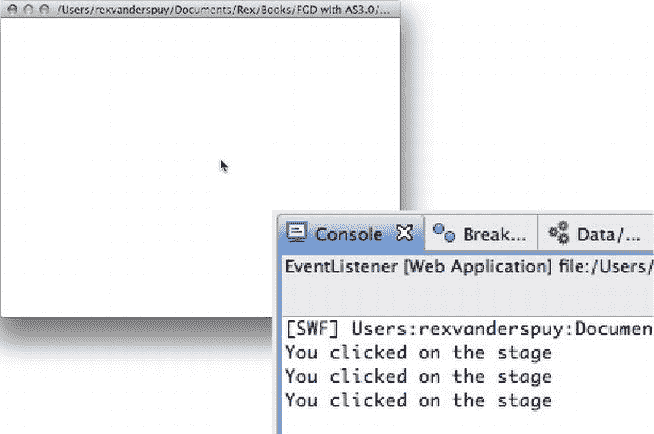 /Users/rexvanderspuy/Documents/Rex/Books/FGD with AS3.0/...
Console Break... Data/...
EventListener [Web Application] file:/Users/
[SWF] Users:rexvanderspuy:Documen
You clicked on the stage
You clicked on the stage
You clicked on the stage